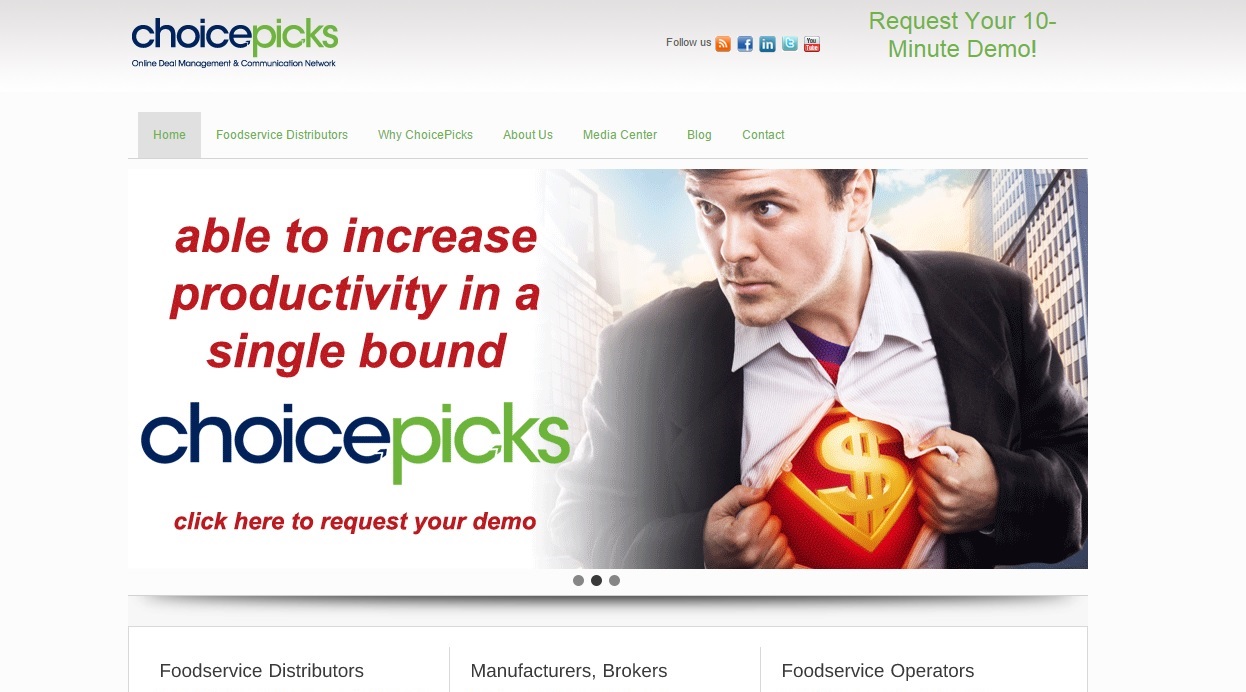 choicepicks
Online Deal Management & Communication Network
Follow us
You
Tube
Request Your 10-
Minute Demo!
Home Foodservice Distributors Why ChoicePicks About Us Media Center Blog Contact
able to increase
productivity in a
single bound
choicepicks
click here to request your demo
$
Foodservice Distributors Manufacturers, Brokers Foodservice Operators